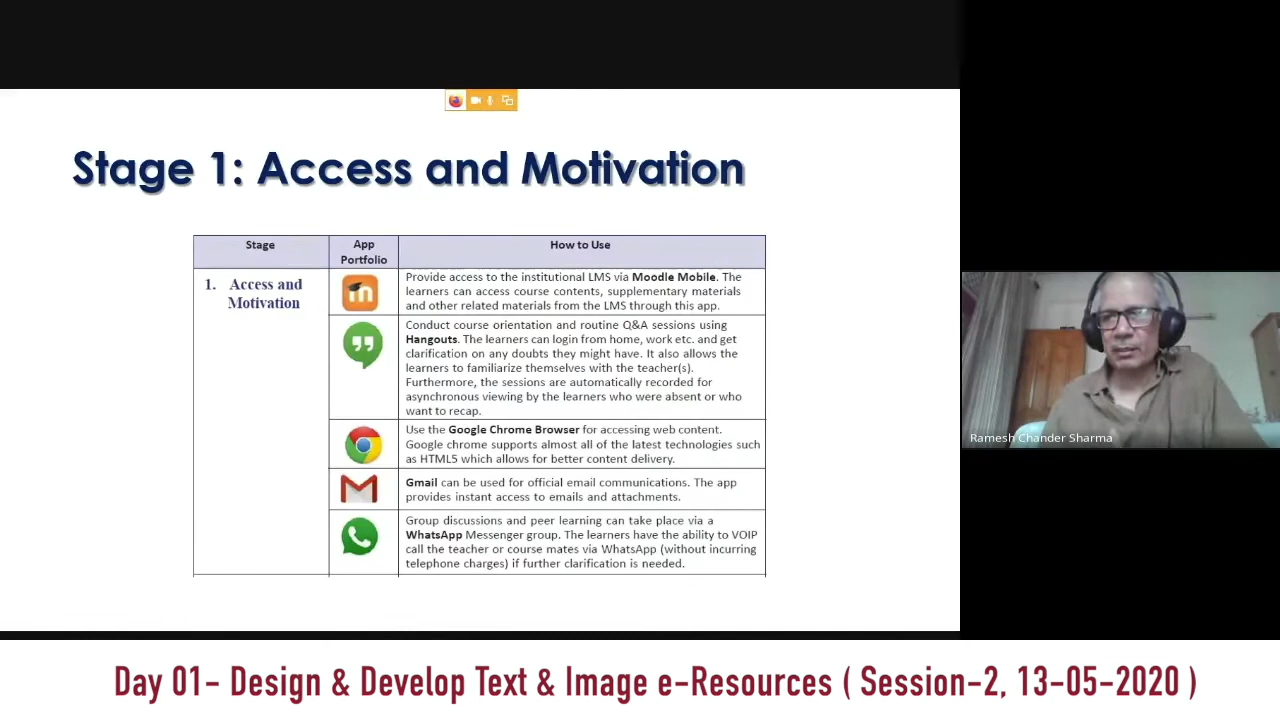 Stage 1: Access and Motivation
Stage
App
Portfolio
How to Use
1. Access and
Motivation
Provide access to the institutional LMS via Moodle Mobile. The
learners can access course contents, supplementary materials
and other related materials from the LMS through this app.
Conduct course orientation and routine Q&A sessions using
Hangouts. The learners can login from home, work etc. and get
clarification on any doubts they might have. It also allows the
learners to familiarize themselves with the teacher(s).
Furthermore, the sessions are automatically recorded for
asynchronous viewing by the learners who were absent or who
want to recap.
Use the Google Chrome Browser for accessing web content.
Google chrome supports almost all of the latest technologies such
as HTML5 which allows for better content delivery.
Gmail can be used for official email communications. The app
provides instant access to emails and attachments.
Group discussions and peer learning can take place via a
WhatsApp Messenger group. The learners have the ability to VOIP
call the teacher or course mates via WhatsApp (without incurring
telephone charges) if further clarification is needed.
Ramesh Chander Sharma
Day 01- Design & Develop Text & Image e-Resources ( Session-2, 13-05-2020 )